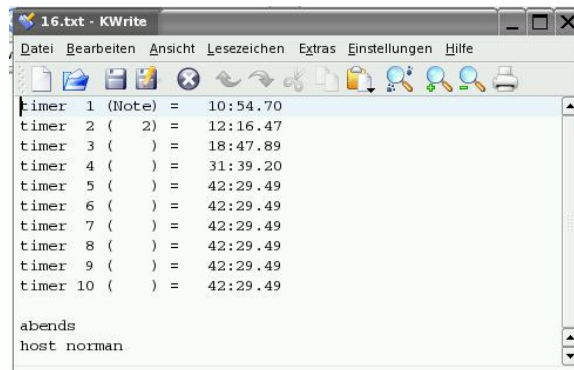 16.txt - KWrite
Datei Bearbeiten Ansicht Lesezeichen Extras Einstellungen Hilfe
timer  1 (Note) =   10:54.70
timer  2 (   2) =   12:16.47
timer  3 (    ) =   18:47.89
timer  4 (    ) =   31:39.20
timer  5 (    ) =   42:29.49
timer  6 (    ) =   42:29.49
timer  7 (    ) =   42:29.49
timer  8 (    ) =   42:29.49
timer  9 (    ) =   42:29.49
timer 10 (    ) =   42:29.49
abends
host norman